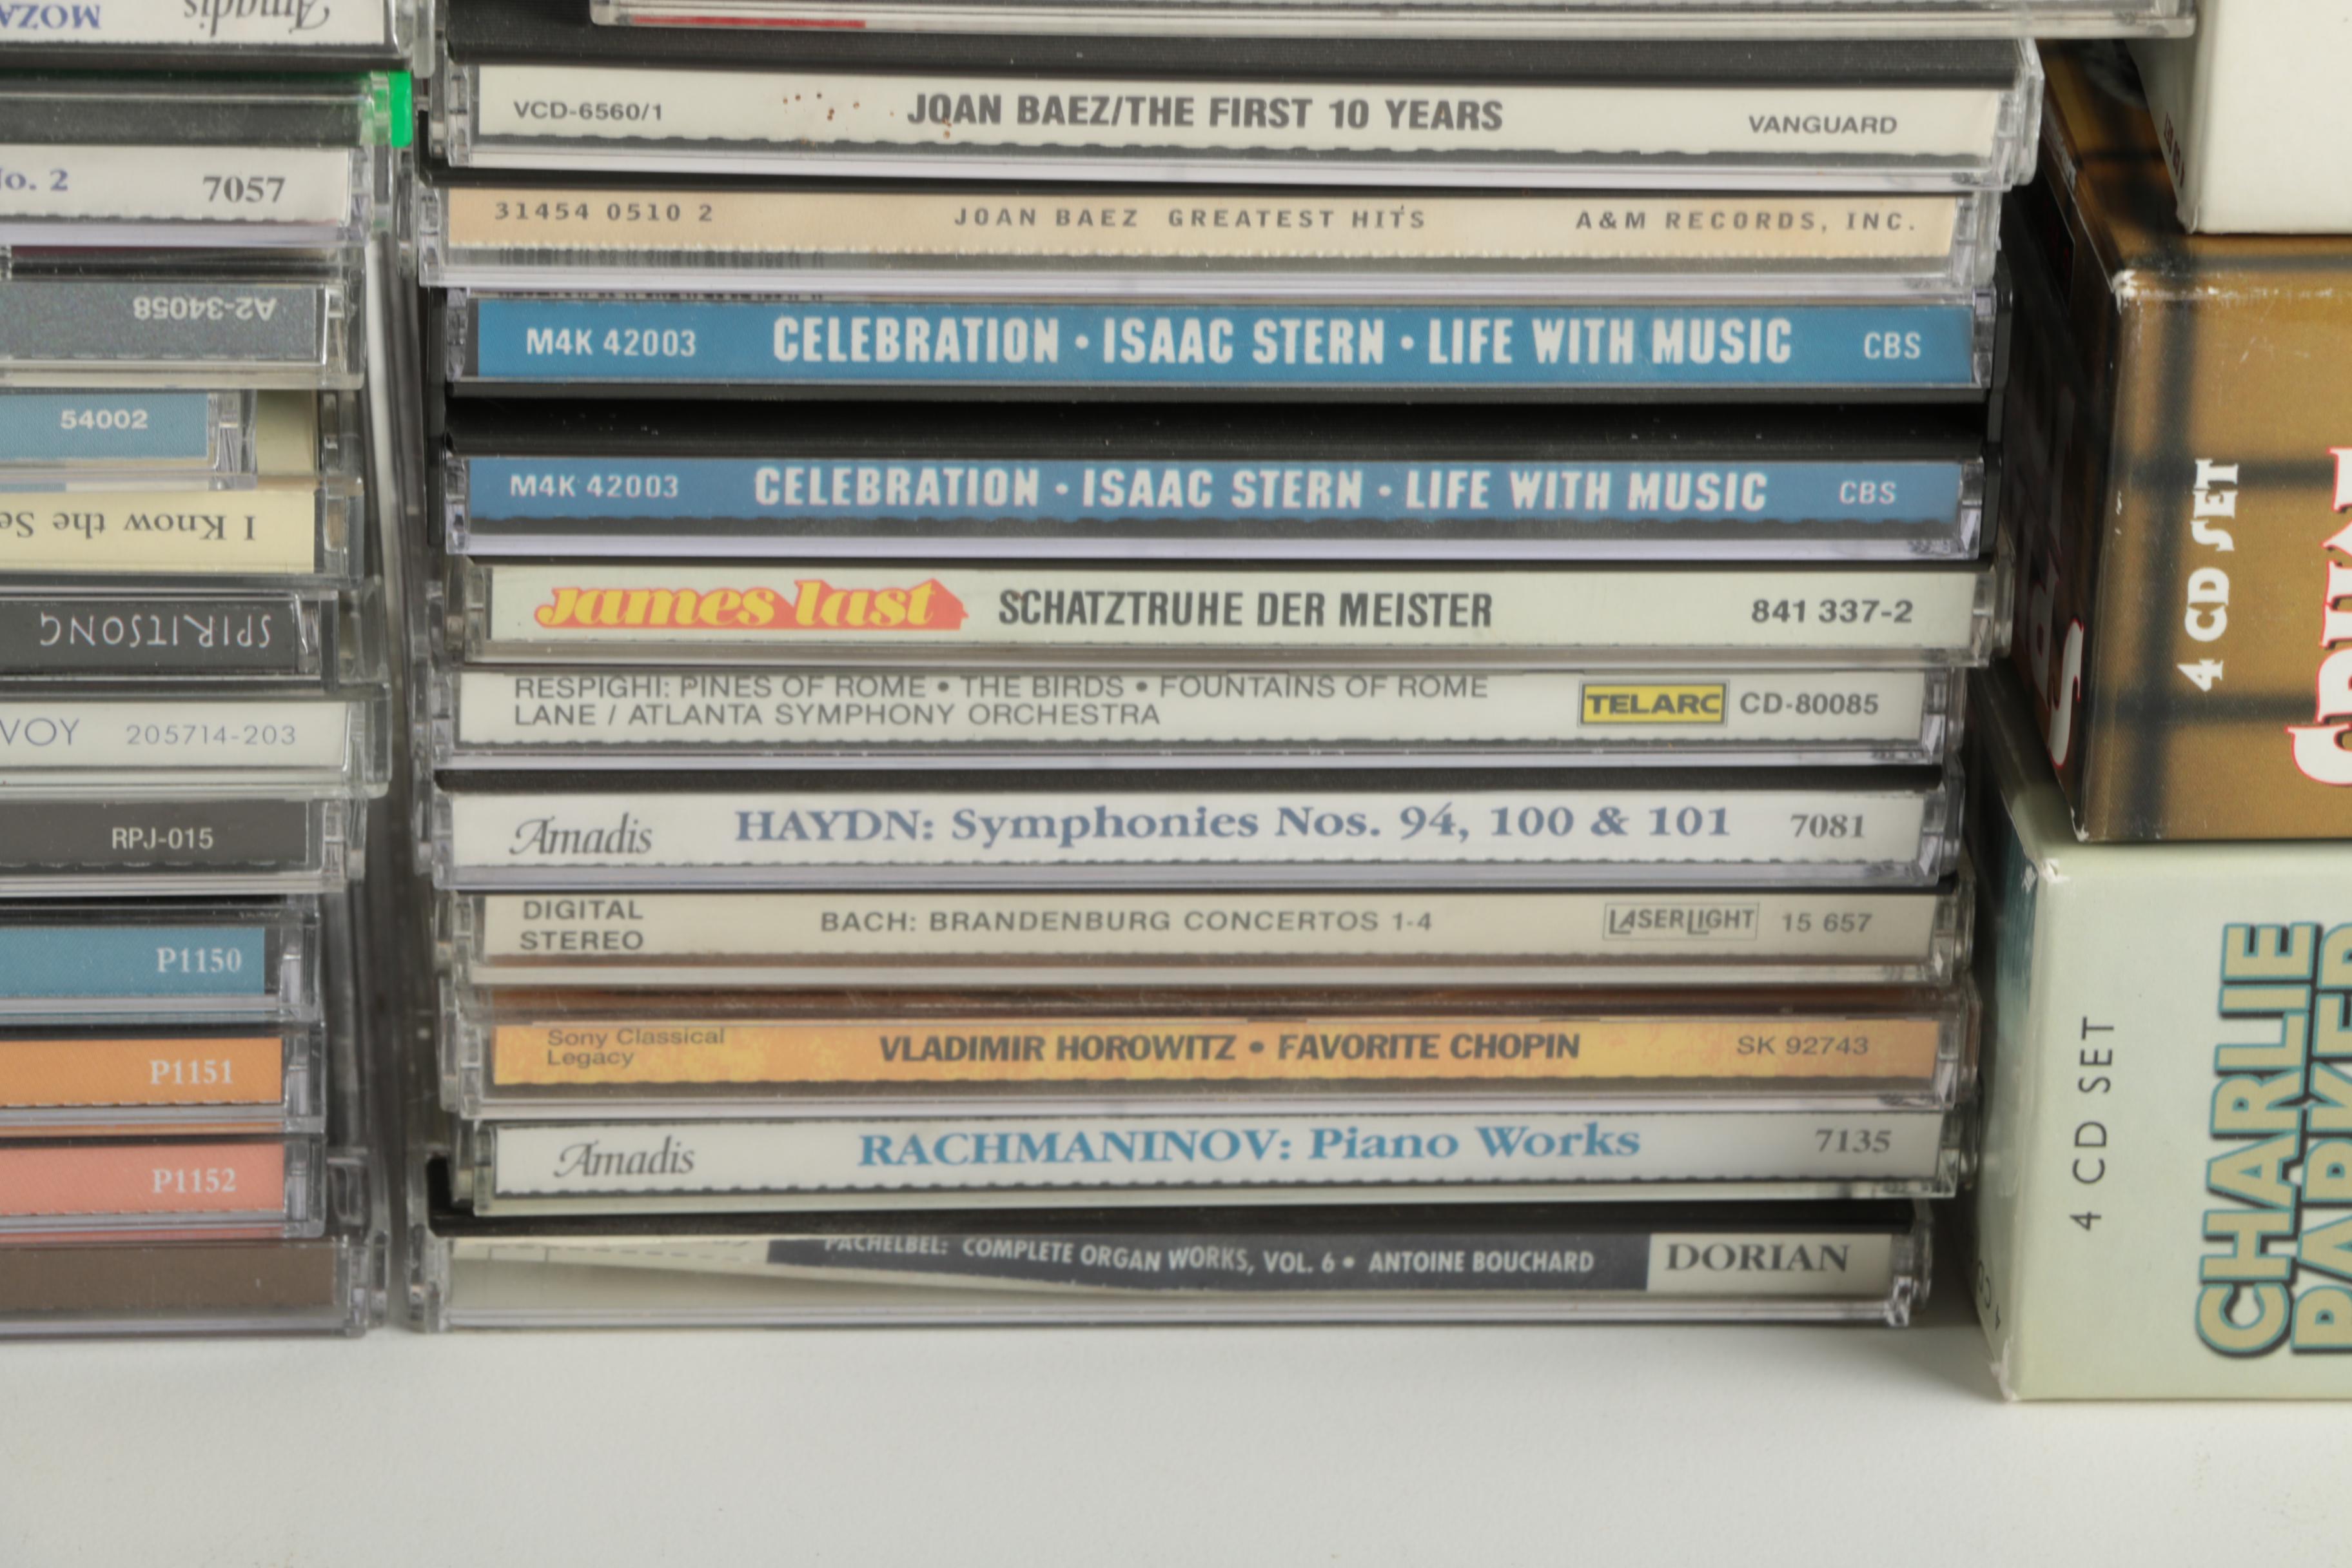 MOZA
Amadis
No. 2 7057
A2-34058
54002
I Know the Se
SPIRITSONG
VOY 205714-203
RPJ-015
P1150
P1151
P1152
VCD-6560/1 JOAN BAEZ/THE FIRST 10 YEARS VANGUARD
31454 0510 2 JOAN BAEZ GREATEST HITS A&M RECORDS, INC.
M4K 42003 CELEBRATION • ISAAC STERN • LIFE WITH MUSIC CBS
M4K 42003 CELEBRATION • ISAAC STERN • LIFE WITH MUSIC CBS
james last SCHATZTRUHE DER MEISTER 841 337-2
RESPIGHI: PINES OF ROME • THE BIRDS • FOUNTAINS OF ROME
LANE / ATLANTA SYMPHONY ORCHESTRA
TELARC CD-80085
Amadis HAYDN: Symphonies Nos. 94, 100 & 101 7081
DIGITAL
STEREO
BACH: BRANDENBURG CONCERTOS 1-4 LASERLIGHT 15 657
Sony Classical
Legacy
VLADIMIR HOROWITZ • FAVORITE CHOPIN SK 92743
Amadis RACHMANINOV: Piano Works 7135
PACHELBEL: COMPLETE ORGAN WORKS, VOL. 6 • ANTOINE BOUCHARD DORIAN
4 CD SET
4 CD SET
CHARLIE
PARKER